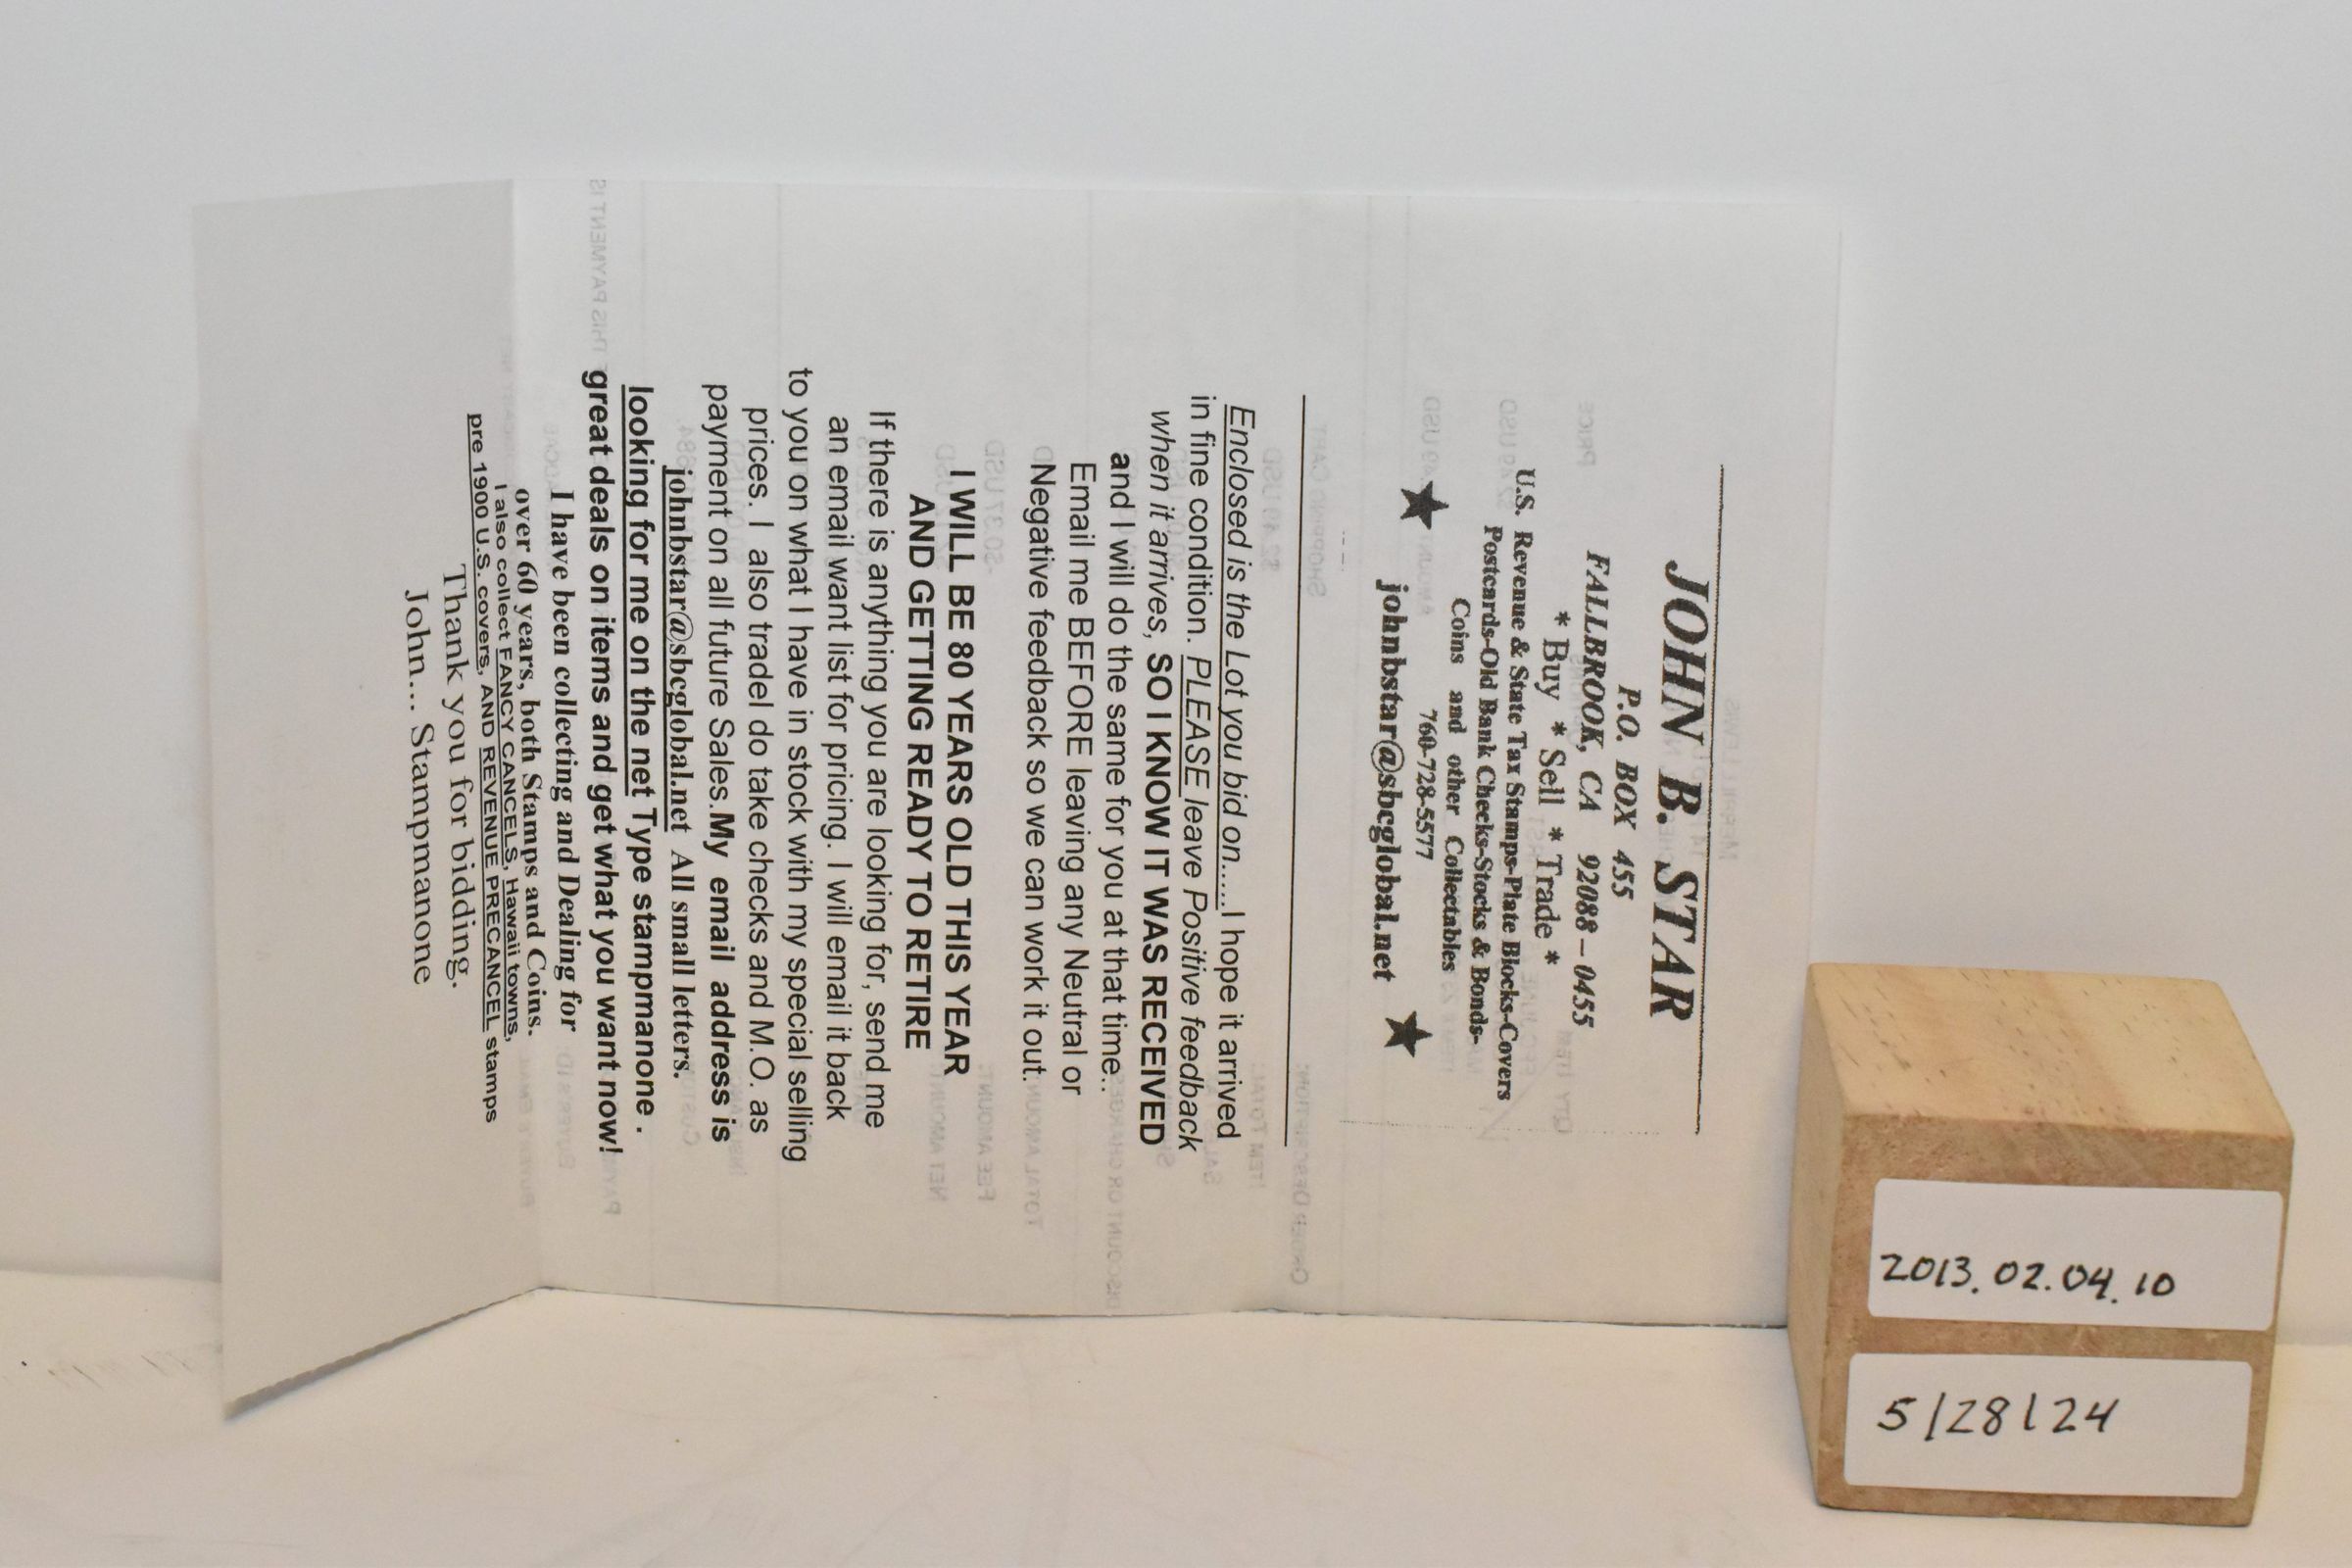 JOHN B. STAR
P.O. BOX 455
FALLBROOK, CA 92088-0455
* Buy * Sell * Trade *
U.S. Revenue & State Tax Stamps-Plate Blocks-Covers
Postcards-Old Bank Checks-Stocks & Bonds-
Coins and other Collectables
760-728-5577
★ johnbstar@sbcglobal.net ★
Enclosed is the Lot you bid on.....I hope it arrived
in fine condition. PLEASE leave Positive feedback
when it arrives, SO I KNOW IT WAS RECEIVED
and I will do the same for you at that time..
Email me BEFORE leaving any Neutral or
Negative feedback so we can work it out.
I WILL BE 80 YEARS OLD THIS YEAR
AND GETTING READY TO RETIRE
If there is anything you are looking for, send me
an email want list for pricing. I will email it back
to you on what I have in stock with my special selling
prices. I also tradeI do take checks and M.O. as
payment on all future Sales.My email address is
johnbstar@sbcglobal.net All small letters.
looking for me on the net Type stampmanone .
great deals on items and get what you want now!
I have been collecting and Dealing for
over 60 years, both Stamps and Coins.
I also collect FANCY CANCELS, Hawaii towns,
pre 1900 U.S. covers, AND REVENUE PRECANCEL stamps
Thank you for bidding.
John... Stampmanone
2013.02.04.10
5/28/24